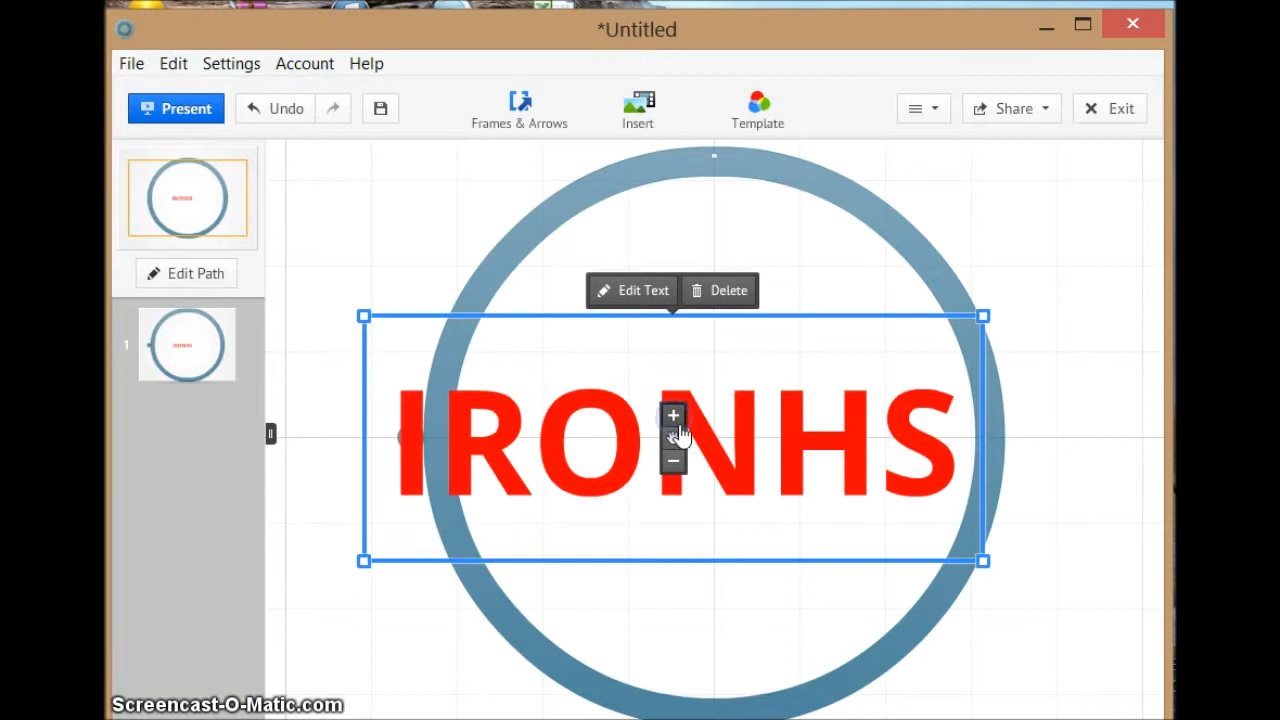 *Untitled
File Edit Settings Account Help
Present Undo Frames & Arrows Insert Template Share Exit
Edit Path
Edit Text Delete
1
IRONHS
Screencast-O-Matic.com